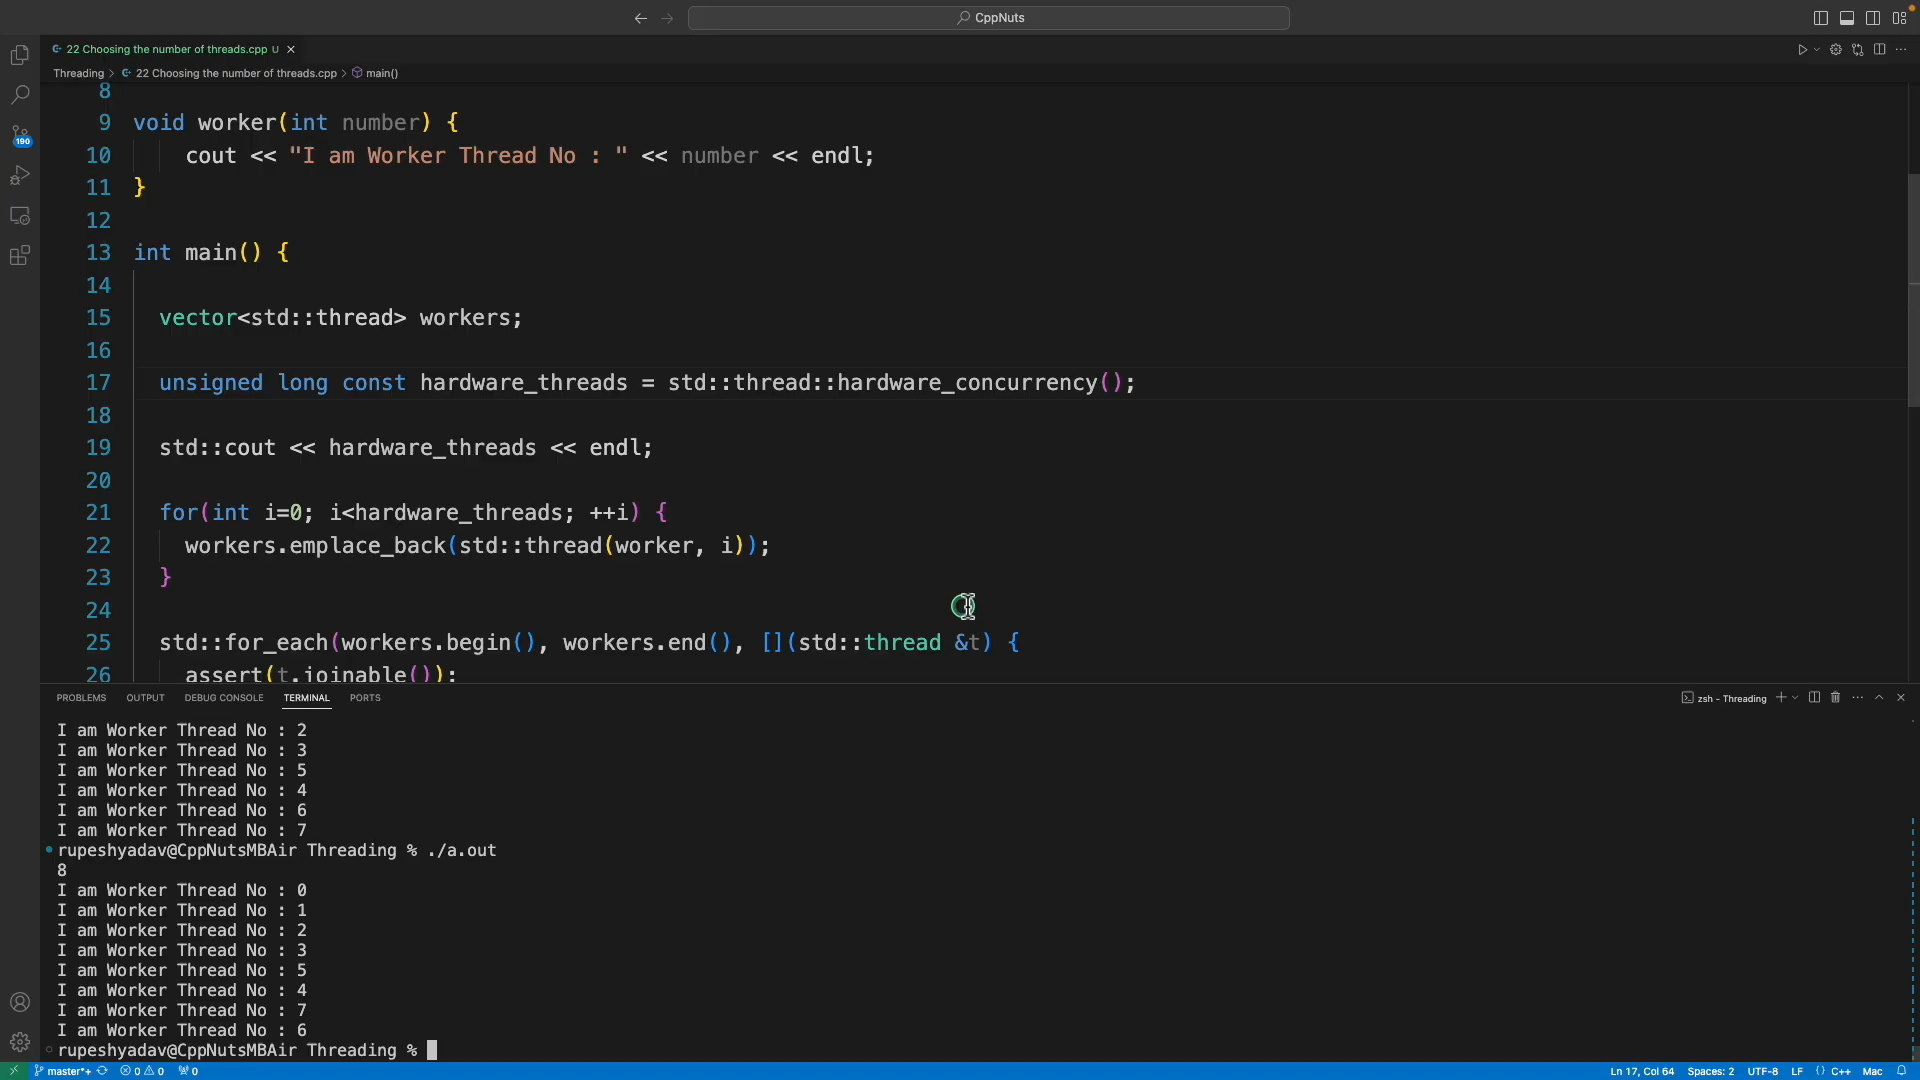 CppNuts
22 Choosing the number of threads.cpp U
Threading > 22 Choosing the number of threads.cpp > main()
8
9 void worker(int number) {
10 cout << "I am Worker Thread No : " << number << endl;
11 }
12
13 int main() {
14
15 vector<std::thread> workers;
16
17 unsigned long const hardware_threads = std::thread::hardware_concurrency();
18
19 std::cout << hardware_threads << endl;
20
21 for(int i=0; i<hardware_threads; ++i) {
22 workers.emplace_back(std::thread(worker, i));
23 }
24
25 std::for_each(workers.begin(), workers.end(), [](std::thread &t) {
26 assert(t.joinable());
190
PROBLEMS OUTPUT DEBUG CONSOLE TERMINAL PORTS
zsh - Threading
I am Worker Thread No : 2
I am Worker Thread No : 3
I am Worker Thread No : 5
I am Worker Thread No : 4
I am Worker Thread No : 6
I am Worker Thread No : 7
rupeshyadav@CppNutsMBAir Threading % ./a.out
8
I am Worker Thread No : 0
I am Worker Thread No : 1
I am Worker Thread No : 2
I am Worker Thread No : 3
I am Worker Thread No : 5
I am Worker Thread No : 4
I am Worker Thread No : 7
I am Worker Thread No : 6
rupeshyadav@CppNutsMBAir Threading %
master*+ 0 0 0 Ln 17, Col 64 Spaces: 2 UTF-8 LF {} C++ Mac